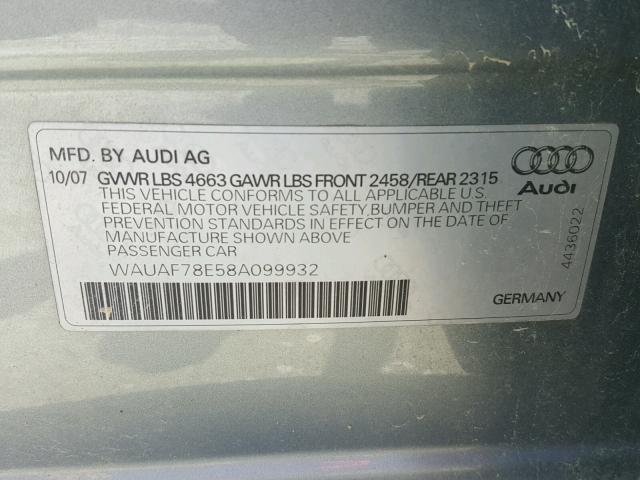 MFD. BY AUDI AG
10/07 GVWR LBS 4663 GAWR LBS FRONT 2458/REAR 2315
THIS VEHICLE CONFORMS TO ALL APPLICABLE U.S.
FEDERAL MOTOR VEHICLE SAFETY,BUMPER AND THEFT
PREVENTION STANDARDS IN EFFECT ON THE DATE OF
MANUFACTURE SHOWN ABOVE
PASSENGER CAR
WAUAF78E58A099932
Audi
4436022
GERMANY